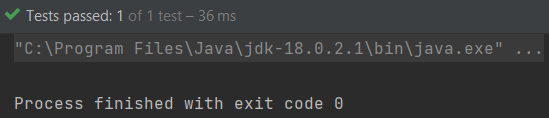 Tests passed: 1 of 1 test – 36 ms
"C:\Program Files\Java\jdk-18.0.2.1\bin\java.exe" ...
Process finished with exit code 0